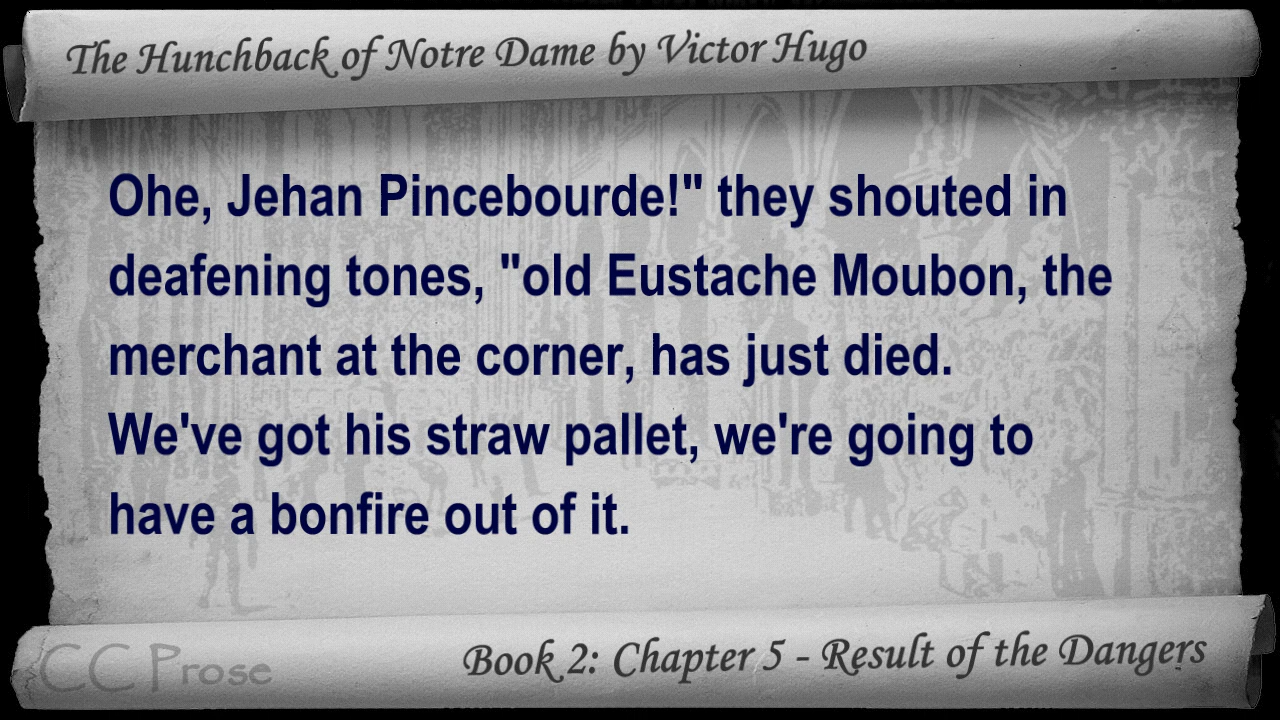 The Hunchback of Notre Dame by Victor Hugo
Ohe, Jehan Pincebourde!" they shouted in
deafening tones, "old Eustache Moubon, the
merchant at the corner, has just died.
We've got his straw pallet, we're going to
have a bonfire out of it.
CC Prose
Book 2: Chapter 5 - Result of the Dangers